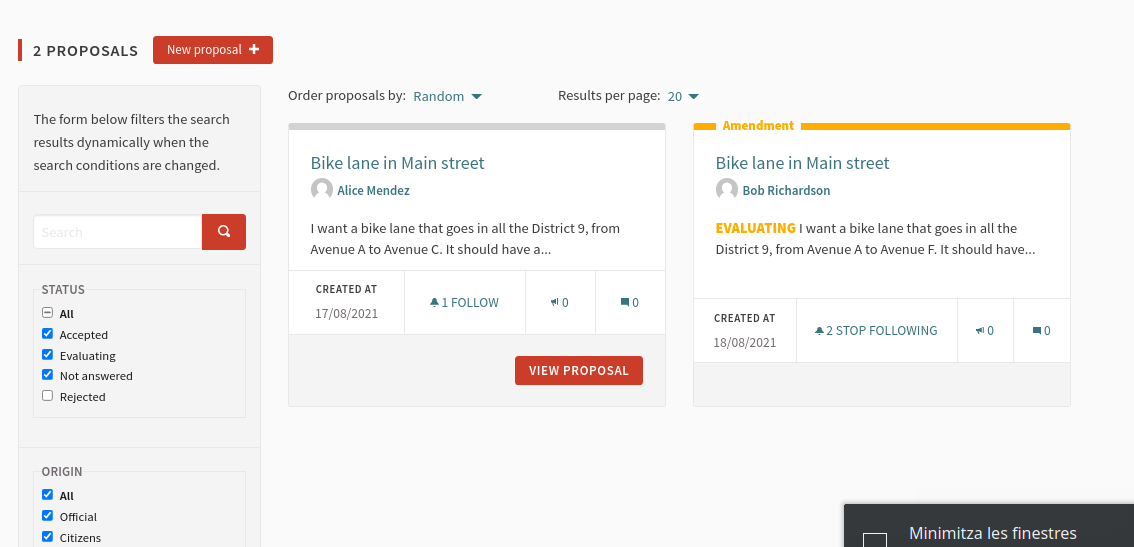 2 PROPOSALS
New proposal +
The form below filters the search
results dynamically when the
search conditions are changed.
Search
STATUS
All
Accepted
Evaluating
Not answered
Rejected
ORIGIN
All
Official
Citizens
Order proposals by: Random
Results per page: 20
Bike lane in Main street
Alice Mendez
I want a bike lane that goes in all the District 9, from
Avenue A to Avenue C. It should have a...
CREATED AT
17/08/2021
1 FOLLOW
0
0
VIEW PROPOSAL
Amendment
Bike lane in Main street
Bob Richardson
EVALUATING I want a bike lane that goes in all the
District 9, from Avenue A to Avenue F. It should have...
CREATED AT
18/08/2021
2 STOP FOLLOWING
0
0
Minimitza les finestres